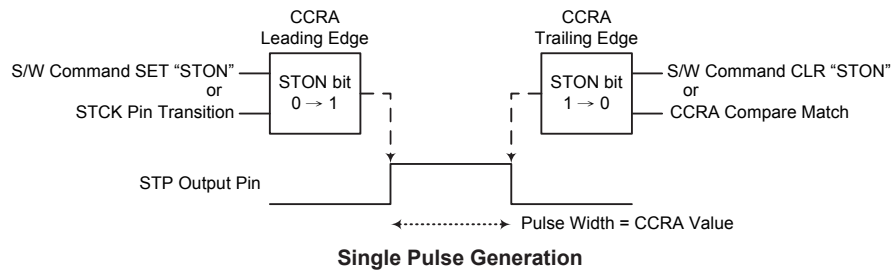 CCRA
Leading Edge
CCRA
Trailing Edge
S/W Command SET “STON”
or
STCK Pin Transition
STON bit
0 → 1
STON bit
1 → 0
S/W Command CLR “STON”
or
CCRA Compare Match
STP Output Pin
Pulse Width = CCRA Value
Single Pulse Generation